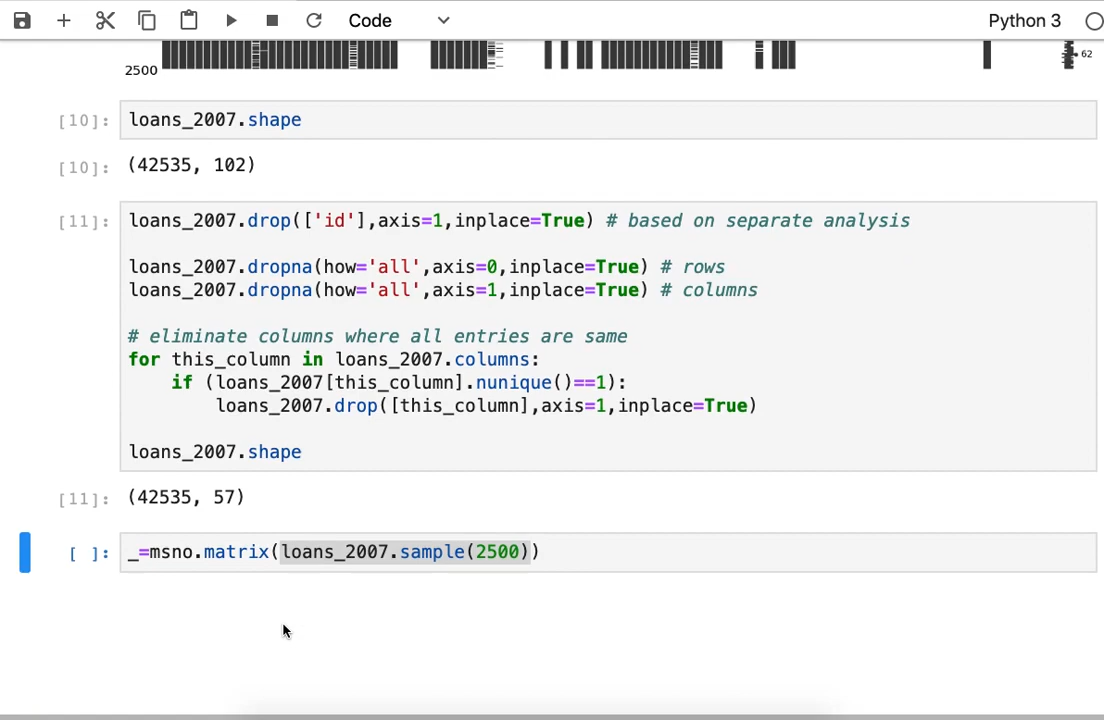 Code Python 3
62
2500
[10]: loans_2007.shape
[10]: (42535, 102)
[11]: loans_2007.drop(['id'],axis=1,inplace=True) # based on separate analysis
loans_2007.dropna(how='all',axis=0,inplace=True) # rows
loans_2007.dropna(how='all',axis=1,inplace=True) # columns
# eliminate columns where all entries are same
for this_column in loans_2007.columns:
if (loans_2007[this_column].nunique()==1):
loans_2007.drop([this_column],axis=1,inplace=True)
loans_2007.shape
[11]: (42535, 57)
[ ]: _=msno.matrix(loans_2007.sample(2500))